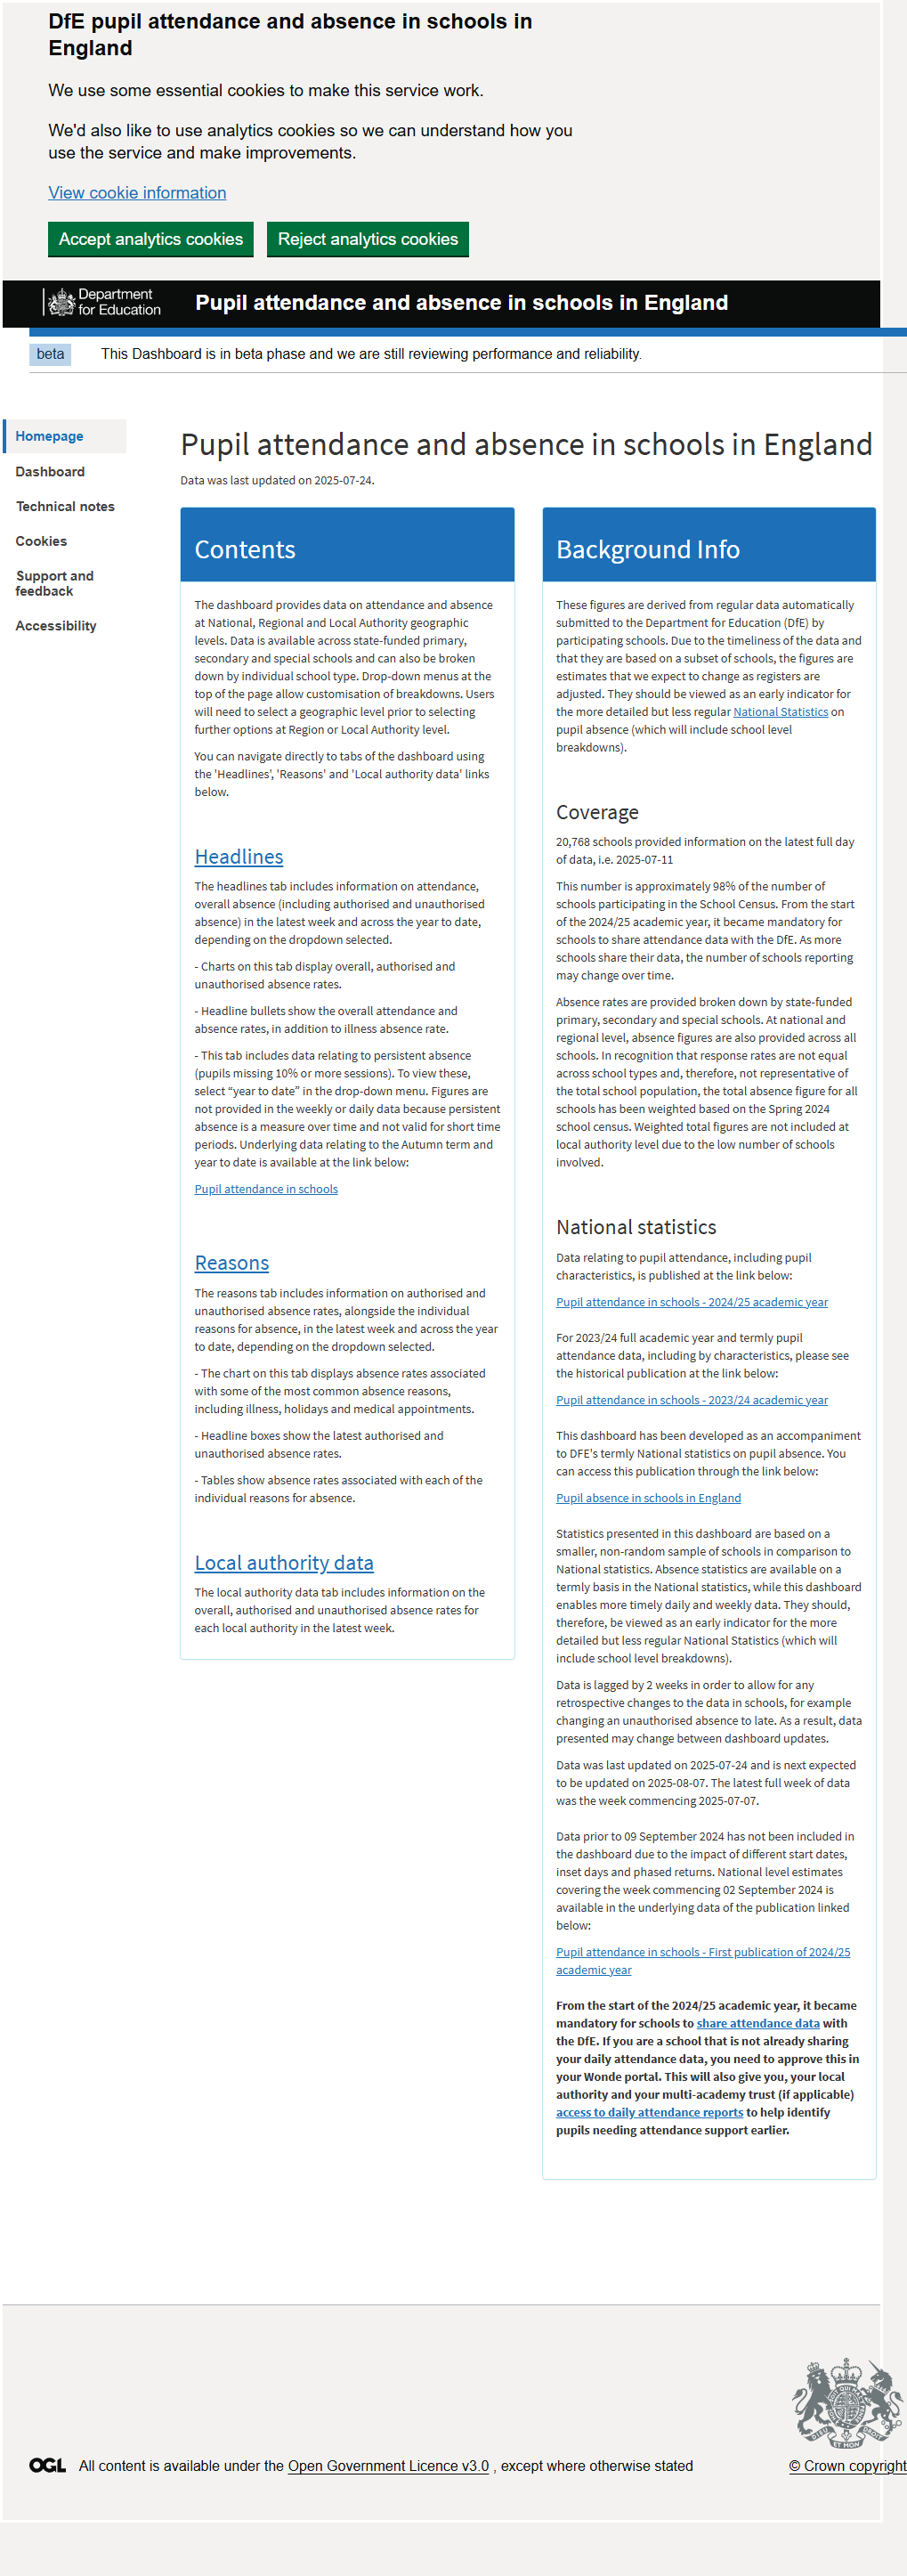 DfE pupil attendance and absence in schools in
England
We use some essential cookies to make this service work.
We'd also like to use analytics cookies so we can understand how you
use the service and make improvements.
View cookie information
Accept analytics cookies
Reject analytics cookies
Department
for Education
Pupil attendance and absence in schools in England
beta
This Dashboard is in beta phase and we are still reviewing performance and reliability.
Homepage
Dashboard
Technical notes
Cookies
Support and
feedback
Accessibility
Pupil attendance and absence in schools in England
Data was last updated on 2025-07-24.
Contents
The dashboard provides data on attendance and absence
at National, Regional and Local Authority geographic
levels. Data is available across state-funded primary,
secondary and special schools and can also be broken
down by individual school type. Drop-down menus at the
top of the page allow customisation of breakdowns. Users
will need to select a geographic level prior to selecting
further options at Region or Local Authority level.
You can navigate directly to tabs of the dashboard using
the 'Headlines', 'Reasons' and 'Local authority data' links
below.
Headlines
The headlines tab includes information on attendance,
overall absence (including authorised and unauthorised
absence) in the latest week and across the year to date,
depending on the dropdown selected.
- Charts on this tab display overall, authorised and
unauthorised absence rates.
- Headline bullets show the overall attendance and
absence rates, in addition to illness absence rate.
- This tab includes data relating to persistent absence
(pupils missing 10% or more sessions). To view these,
select “year to date” in the drop-down menu. Figures are
not provided in the weekly or daily data because persistent
absence is a measure over time and not valid for short time
periods. Underlying data relating to the Autumn term and
year to date is available at the link below:
Pupil attendance in schools
Reasons
The reasons tab includes information on authorised and
unauthorised absence rates, alongside the individual
reasons for absence, in the latest week and across the year
to date, depending on the dropdown selected.
- The chart on this tab displays absence rates associated
with some of the most common absence reasons,
including illness, holidays and medical appointments.
- Headline boxes show the latest authorised and
unauthorised absence rates.
- Tables show absence rates associated with each of the
individual reasons for absence.
Local authority data
The local authority data tab includes information on the
overall, authorised and unauthorised absence rates for
each local authority in the latest week.
Background Info
These figures are derived from regular data automatically
submitted to the Department for Education (DfE) by
participating schools. Due to the timeliness of the data and
that they are based on a subset of schools, the figures are
estimates that we expect to change as registers are
adjusted. They should be viewed as an early indicator for
the more detailed but less regular National Statistics on
pupil absence (which will include school level
breakdowns).
Coverage
20,768 schools provided information on the latest full day
of data, i.e. 2025-07-11
This number is approximately 98% of the number of
schools participating in the School Census. From the start
of the 2024/25 academic year, it became mandatory for
schools to share attendance data with the DfE. As more
schools share their data, the number of schools reporting
may change over time.
Absence rates are provided broken down by state-funded
primary, secondary and special schools. At national and
regional level, absence figures are also provided across all
schools. In recognition that response rates are not equal
across school types and, therefore, not representative of
the total school population, the total absence figure for all
schools has been weighted based on the Spring 2024
school census. Weighted total figures are not included at
local authority level due to the low number of schools
involved.
National statistics
Data relating to pupil attendance, including pupil
characteristics, is published at the link below:
Pupil attendance in schools - 2024/25 academic year
For 2023/24 full academic year and termly pupil
attendance data, including by characteristics, please see
the historical publication at the link below:
Pupil attendance in schools - 2023/24 academic year
This dashboard has been developed as an accompaniment
to DFE's termly National statistics on pupil absence. You
can access this publication through the link below:
Pupil absence in schools in England
Statistics presented in this dashboard are based on a
smaller, non-random sample of schools in comparison to
National statistics. Absence statistics are available on a
termly basis in the National statistics, while this dashboard
enables more timely daily and weekly data. They should,
therefore, be viewed as an early indicator for the more
detailed but less regular National Statistics (which will
include school level breakdowns).
Data is lagged by 2 weeks in order to allow for any
retrospective changes to the data in schools, for example
changing an unauthorised absence to late. As a result, data
presented may change between dashboard updates.
Data was last updated on 2025-07-24 and is next expected
to be updated on 2025-08-07. The latest full week of data
was the week commencing 2025-07-07.
Data prior to 09 September 2024 has not been included in
the dashboard due to the impact of different start dates,
inset days and phased returns. National level estimates
covering the week commencing 02 September 2024 is
available in the underlying data of the publication linked
below:
Pupil attendance in schools - First publication of 2024/25
academic year
From the start of the 2024/25 academic year, it became
mandatory for schools to share attendance data with
the DfE. If you are a school that is not already sharing
your daily attendance data, you need to approve this in
your Wonde portal. This will also give you, your local
authority and your multi-academy trust (if applicable)
access to daily attendance reports to help identify
pupils needing attendance support earlier.
OGL All content is available under the Open Government Licence v3.0 , except where otherwise stated
© Crown copyright